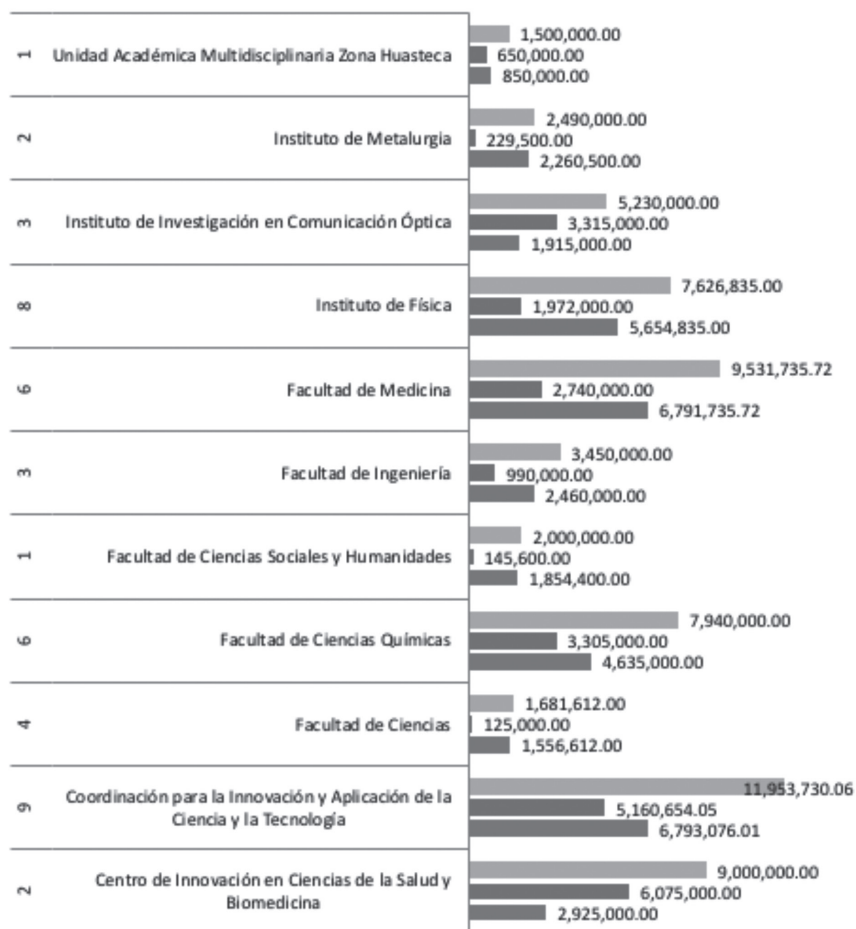 1 Unidad Académica Multidisciplinaria Zona Huasteca
1,500,000.00
650,000.00
850,000.00
2 Instituto de Metalurgia
2,490,000.00
229,500.00
2,260,500.00
3 Instituto de Investigación en Comunicación Óptica
5,230,000.00
3,315,000.00
1,915,000.00
8 Instituto de Física
7,626,835.00
1,972,000.00
5,654,835.00
6 Facultad de Medicina
9,531,735.72
2,740,000.00
6,791,735.72
3 Facultad de Ingeniería
3,450,000.00
990,000.00
2,460,000.00
1 Facultad de Ciencias Sociales y Humanidades
2,000,000.00
145,600.00
1,854,400.00
6 Facultad de Ciencias Químicas
7,940,000.00
3,305,000.00
4,635,000.00
4 Facultad de Ciencias
1,681,612.00
125,000.00
1,556,612.00
9 Coordinación para la Innovación y Aplicación de la
Ciencia y la Tecnología
11,953,730.06
5,160,654.05
6,793,076.01
2 Centro de Innovación en Ciencias de la Salud y
Biomedicina
9,000,000.00
6,075,000.00
2,925,000.00